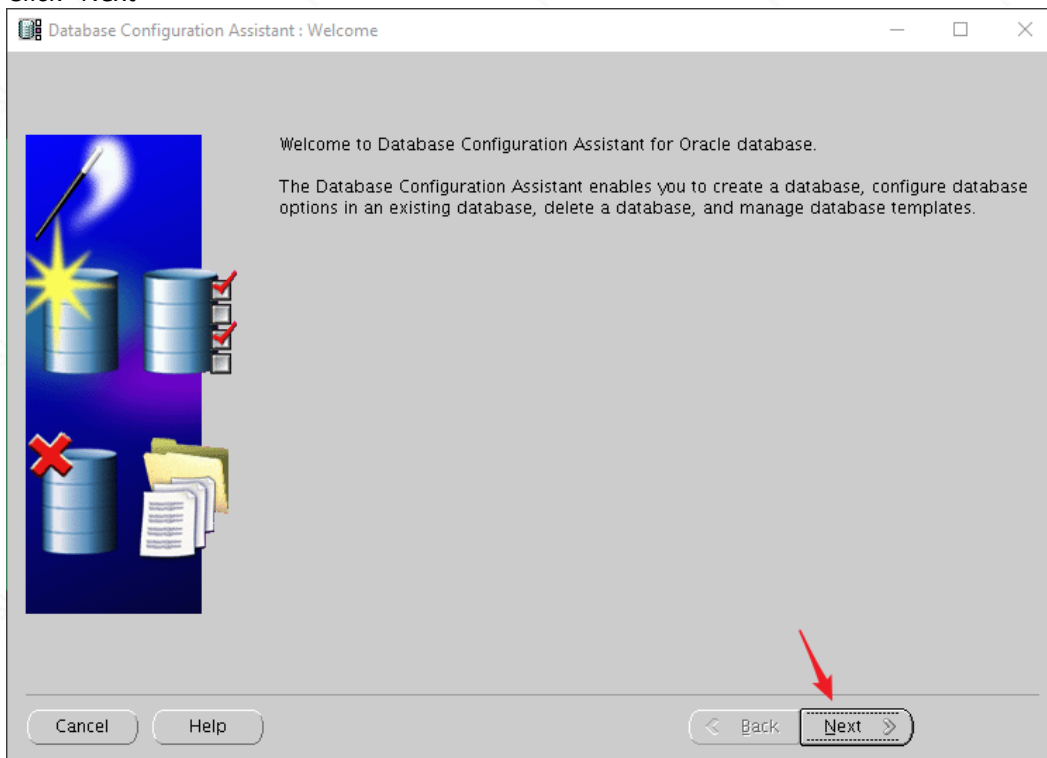 Click "Next"
Database Configuration Assistant : Welcome
Welcome to Database Configuration Assistant for Oracle database.
The Database Configuration Assistant enables you to create a database, configure database
options in an existing database, delete a database, and manage database templates.
Cancel Help Back Next